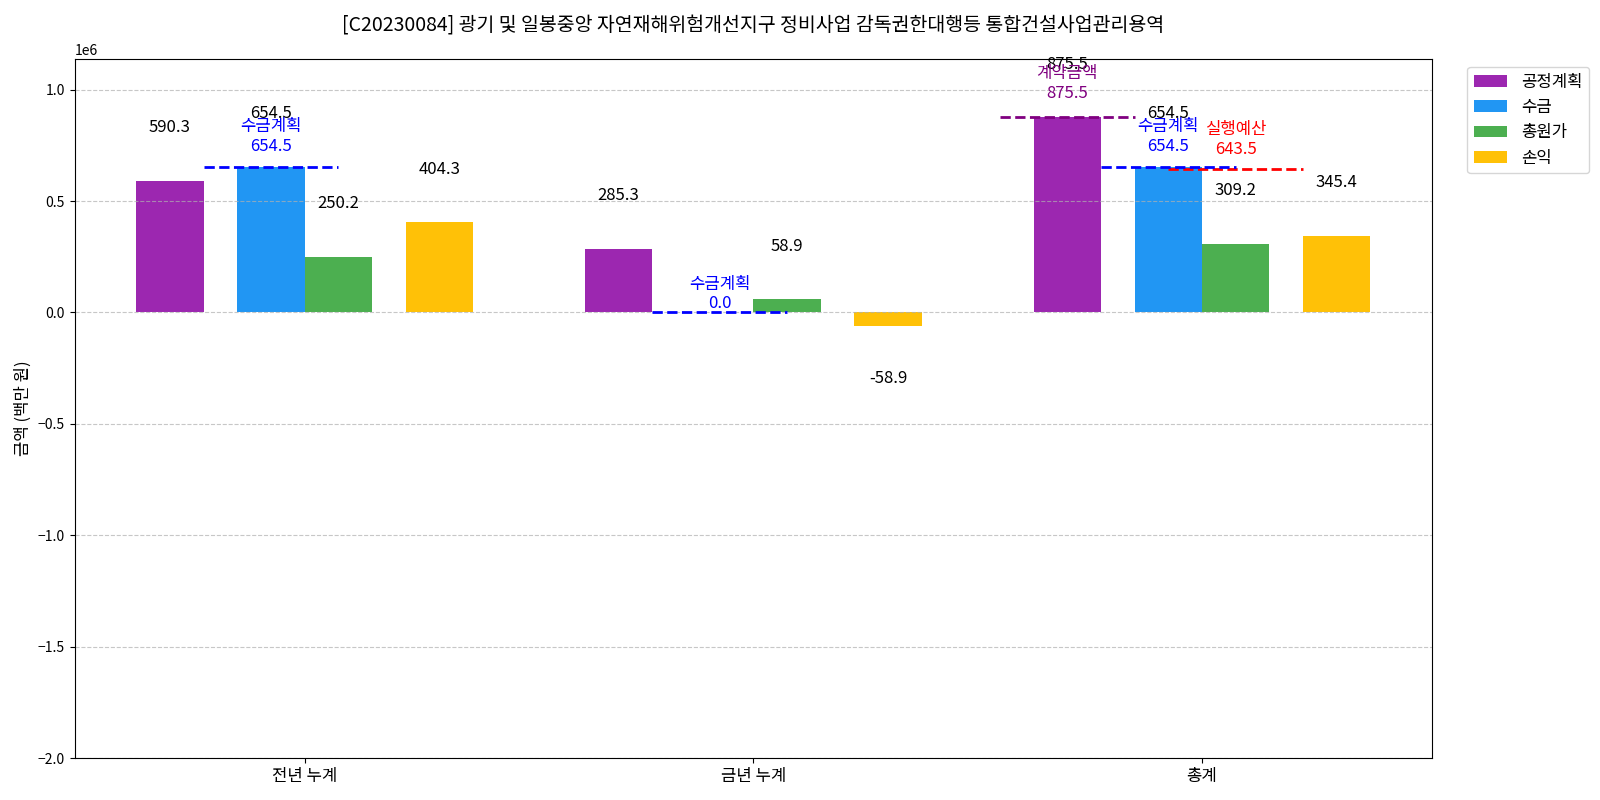 [C20230084] 광기 및 일봉중앙 자연재해위험개선지구 정비사업 감독권한대행등 통합건설사업관리용역
1e6
1.0
0.5
0.0
−0.5
−1.0
−1.5
−2.0
금액 (백만 원)
590.3
654.5
수금계획
654.5
250.2
404.3
285.3
수금계획
0.0
58.9
-58.9
875.5
계약금액
875.5
654.5
수금계획
654.5
실행예산
643.5
309.2
345.4
전년 누계
금년 누계
총계
공정계획
수금
총원가
손익